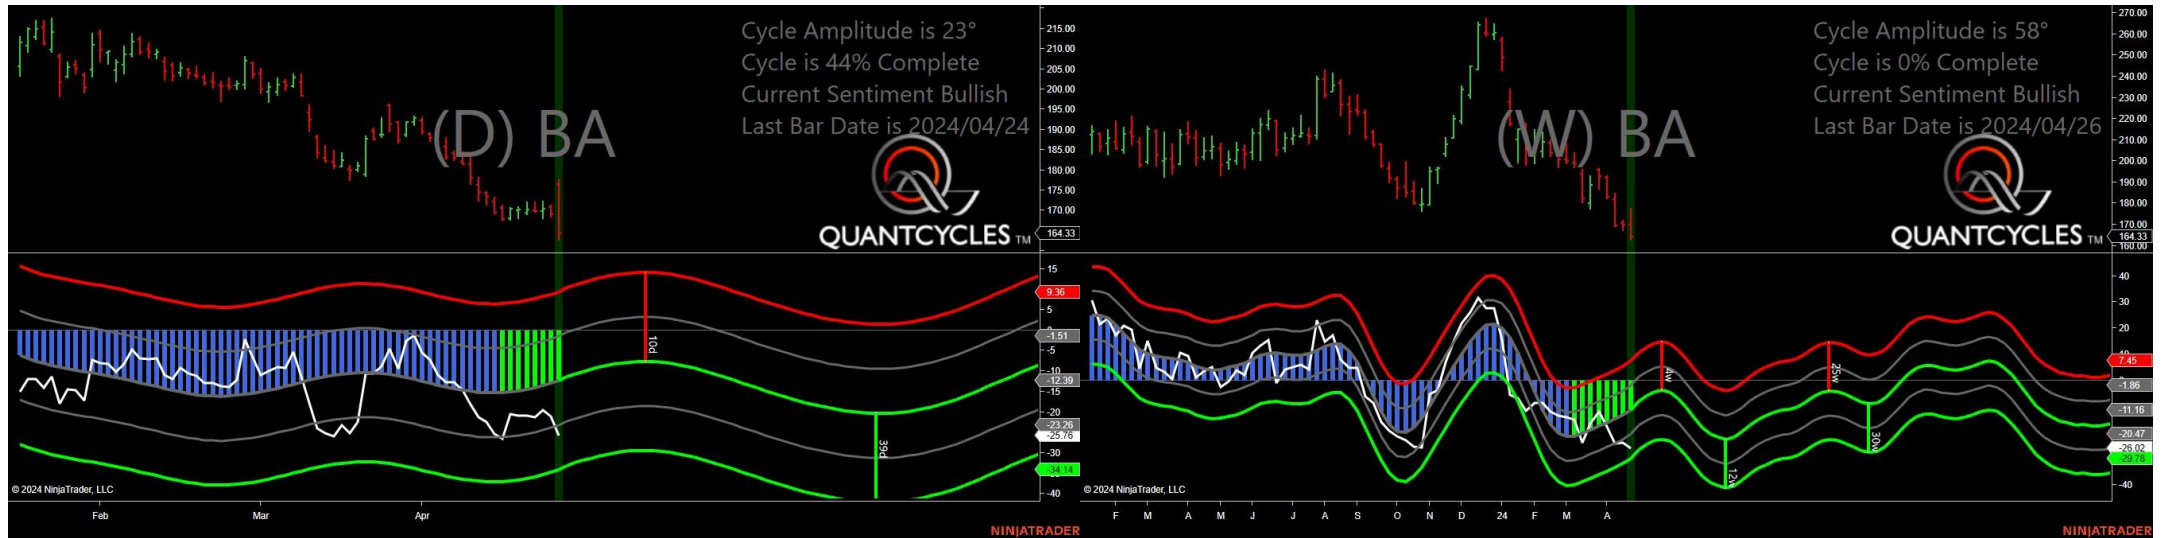 Cycle Amplitude is 23°
Cycle is 44% Complete
Current Sentiment Bullish
Last Bar Date is 2024/04/24
(D) BA
QUANTCYCLES TM
215.00
210.00
205.00
200.00
195.00
190.00
185.00
180.00
175.00
170.00
164.33
15
9.36
5
-1.51
-5
-10
-12.39
-15
-20
-23.26
-25.76
-30
-34.14
-40
10d
39d
© 2024 NinjaTrader, LLC
Feb Mar Apr
NINJATRADER
Cycle Amplitude is 58°
Cycle is 0% Complete
Current Sentiment Bullish
Last Bar Date is 2024/04/26
(W) BA
QUANTCYCLES TM
270.00
260.00
250.00
240.00
230.00
220.00
210.00
200.00
190.00
180.00
170.00
164.33
160.00
40
30
20
7.45
-1.86
-11.16
-20.47
-26.02
-29.78
-40
4w
12w
25w
30w
© 2024 NinjaTrader, LLC
F M A M J J A S O N D 24 F M A
NINJATRADER